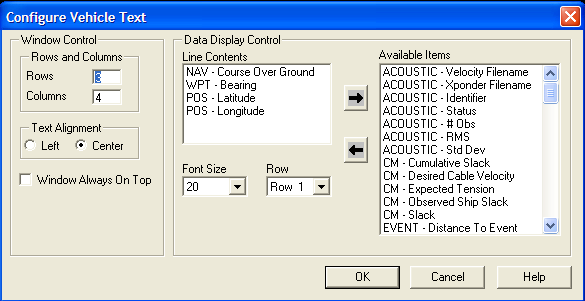 Configure Vehicle Text
Window Control
Rows and Columns
Rows 3
Columns 4
Text Alignment
Left Center
Window Always On Top
Data Display Control
Line Contents
NAV - Course Over Ground
WPT - Bearing
POS - Latitude
POS - Longitude
Font Size
20
Row
Row 1
Available Items
ACOUSTIC - Velocity Filename
ACOUSTIC - Xponder Filename
ACOUSTIC - Identifier
ACOUSTIC - Status
ACOUSTIC - # Obs
ACOUSTIC - RMS
ACOUSTIC - Std Dev
CM - Cumulative Slack
CM - Desired Cable Velocity
CM - Expected Tension
CM - Observed Ship Slack
CM - Slack
EVENT - Distance To Event
OK
Cancel
Help